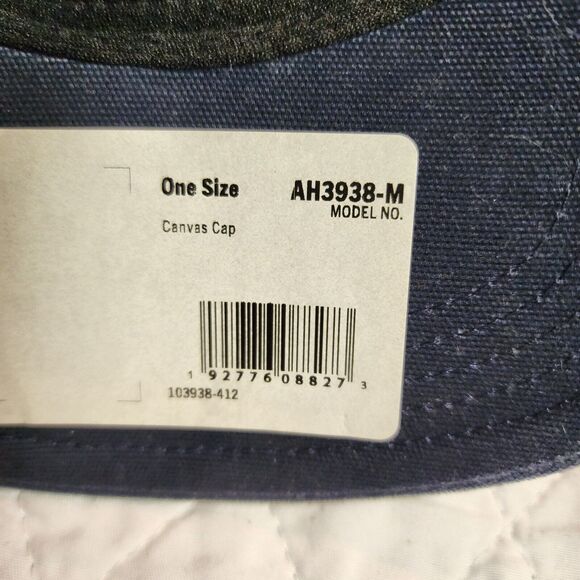 One Size
AH3938-M
MODEL NO.
Canvas Cap
1 92776 08827 3
103938-412